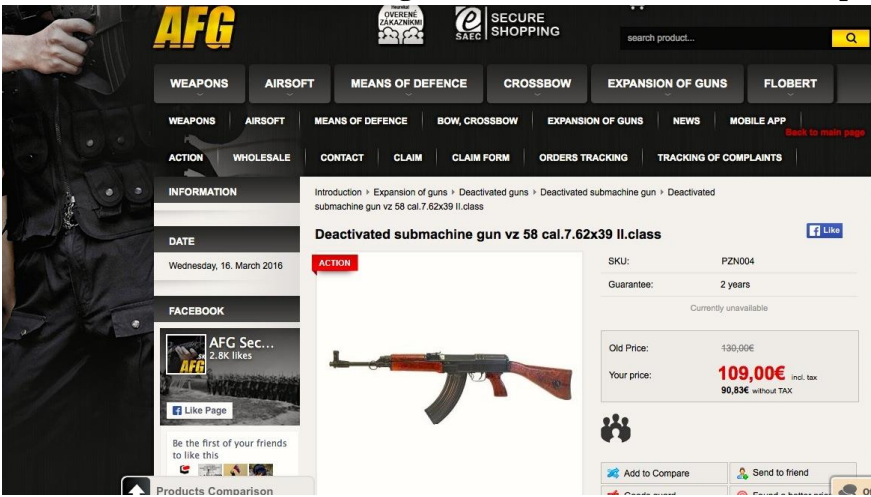 AFG
Heureka!
OVERENÉ
ZÁKAZNÍKMI
SAEC SECURE
SHOPPING
search product...
WEAPONS AIRSOFT MEANS OF DEFENCE CROSSBOW EXPANSION OF GUNS FLOBERT
WEAPONS AIRSOFT MEANS OF DEFENCE BOW, CROSSBOW EXPANSION OF GUNS NEWS MOBILE APP
Back to main page
ACTION WHOLESALE CONTACT CLAIM CLAIM FORM ORDERS TRACKING TRACKING OF COMPLAINTS
INFORMATION
DATE
Wednesday, 16. March 2016
FACEBOOK
AFG Sec...
2.8K likes
AFG
Like Page
Be the first of your friends
to like this
Introduction Expansion of guns Deactivated guns Deactivated submachine gun Deactivated
submachine gun vz 58 cal.7.62x39 II.class
Deactivated submachine gun vz 58 cal.7.62x39 II.class
Like
ACTION
SKU: PZN004
Guarantee: 2 years
Currently unavailable
Old Price: 130,00€
Your price: 109,00€ incl. tax
90,83€ without TAX
Add to Compare Send to friend
Products Comparison